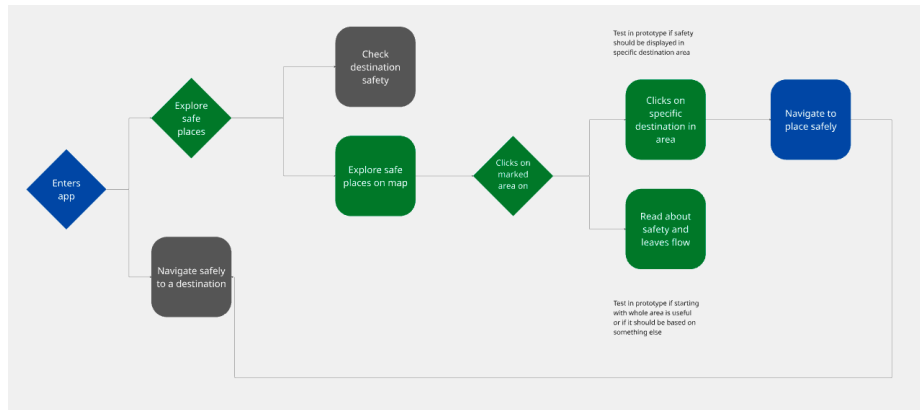 Test in prototype if safety
should be displayed in
specific destination area
Check
destination
safety
Explore
safe
places
Clicks on
specific
destination in
area
Navigate to
place safely
Enters
app
Explore safe
places on map
Clicks on
marked
area on
Read about
safety and
leaves flow
Navigate safely
to a destination
Test in prototype if starting
with whole area is useful
or if it should be based on
something else